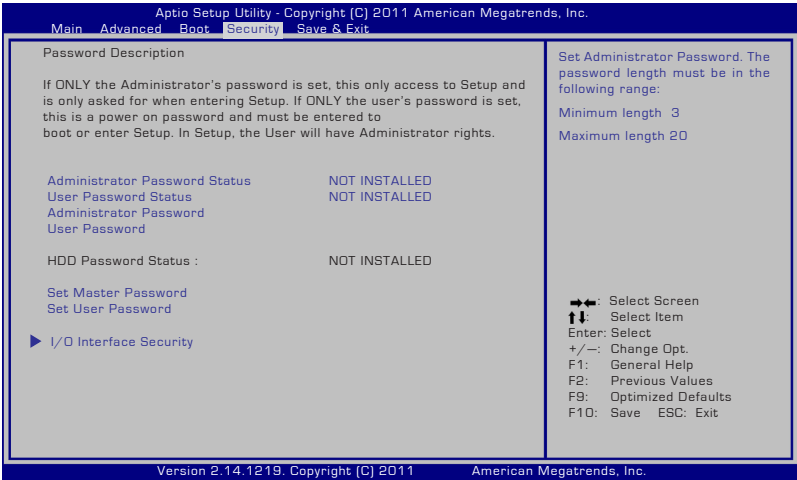 Aptio Setup Utility - Copyright (C) 2011 American Megatrends, Inc.
Main Advanced Boot Security Save & Exit
Password Description
If ONLY the Administrator's password is set, this only access to Setup and
is only asked for when entering Setup. If ONLY the user's password is set,
this is a power on password and must be entered to
boot or enter Setup. In Setup, the User will have Administrator rights.
Administrator Password Status NOT INSTALLED
User Password Status NOT INSTALLED
Administrator Password
User Password
HDD Password Status : NOT INSTALLED
Set Master Password
Set User Password
I/O Interface Security
Set Administrator Password. The
password length must be in the
following range:
Minimum length 3
Maximum length 20
→←: Select Screen
↑↓: Select Item
Enter: Select
+/—: Change Opt.
F1: General Help
F2: Previous Values
F9: Optimized Defaults
F10: Save ESC: Exit
Version 2.14.1219. Copyright (C) 2011 American Megatrends, Inc.